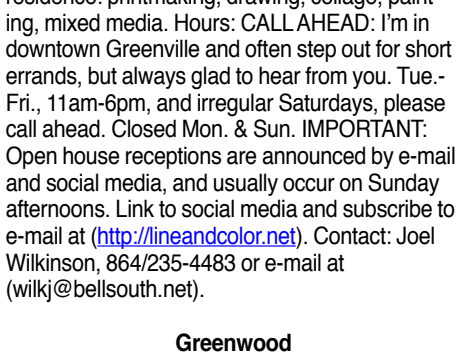 residence: printmaking, drawing, collage, paint-
ing, mixed media. Hours: CALL AHEAD: I'm in
downtown Greenville and often step out for short
errands, but always glad to hear from you. Tue.-
Fri., 11am-6pm, and irregular Saturdays, please
call ahead. Closed Mon. & Sun. IMPORTANT:
Open house receptions are announced by e-mail
and social media, and usually occur on Sunday
afternoons. Link to social media and subscribe to
e-mail at (http://lineandcolor.net). Contact: Joel
Wilkinson, 864/235-4483 or e-mail at
(wilkj@bellsouth.net).
Greenwood